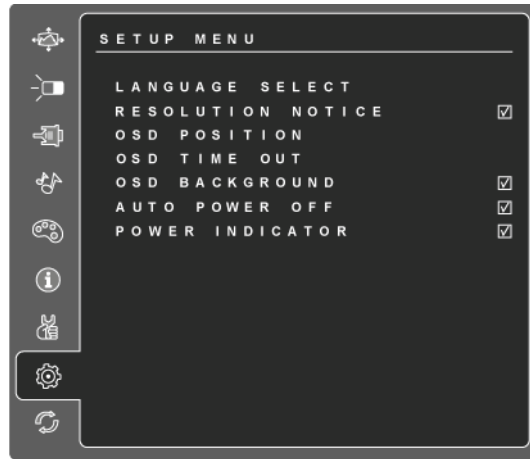 SETUP MENU
LANGUAGE SELECT
RESOLUTION NOTICE
OSD POSITION
OSD TIME OUT
OSD BACKGROUND
AUTO POWER OFF
POWER INDICATOR